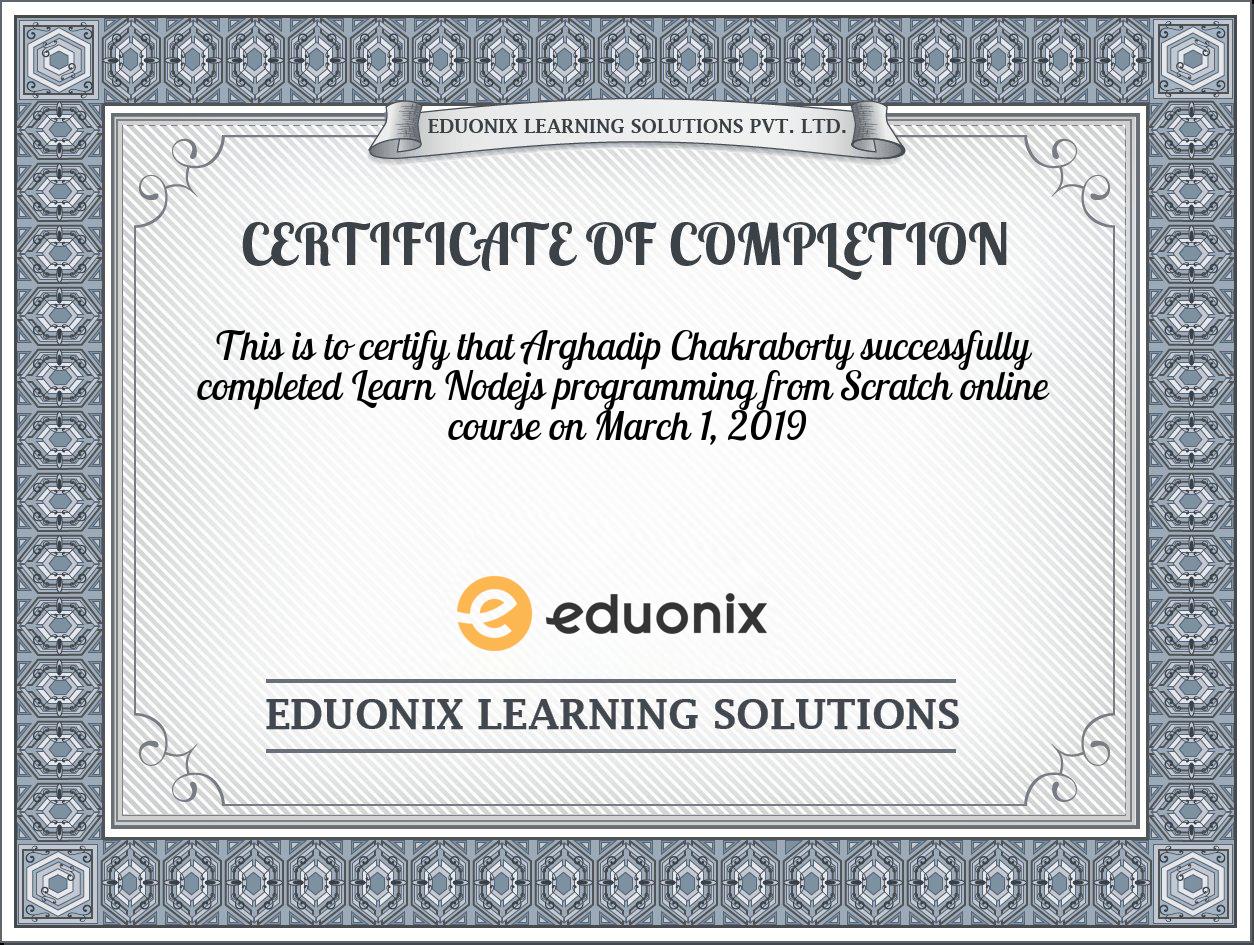 EDUONIX LEARNING SOLUTIONS PVT. LTD.
CERTIFICATE OF COMPLETION
This is to certify that Arghadip Chakraborty successfully
completed Learn Nodejs programming from Scratch online
course on March 1, 2019
eduonix
EDUONIX LEARNING SOLUTIONS